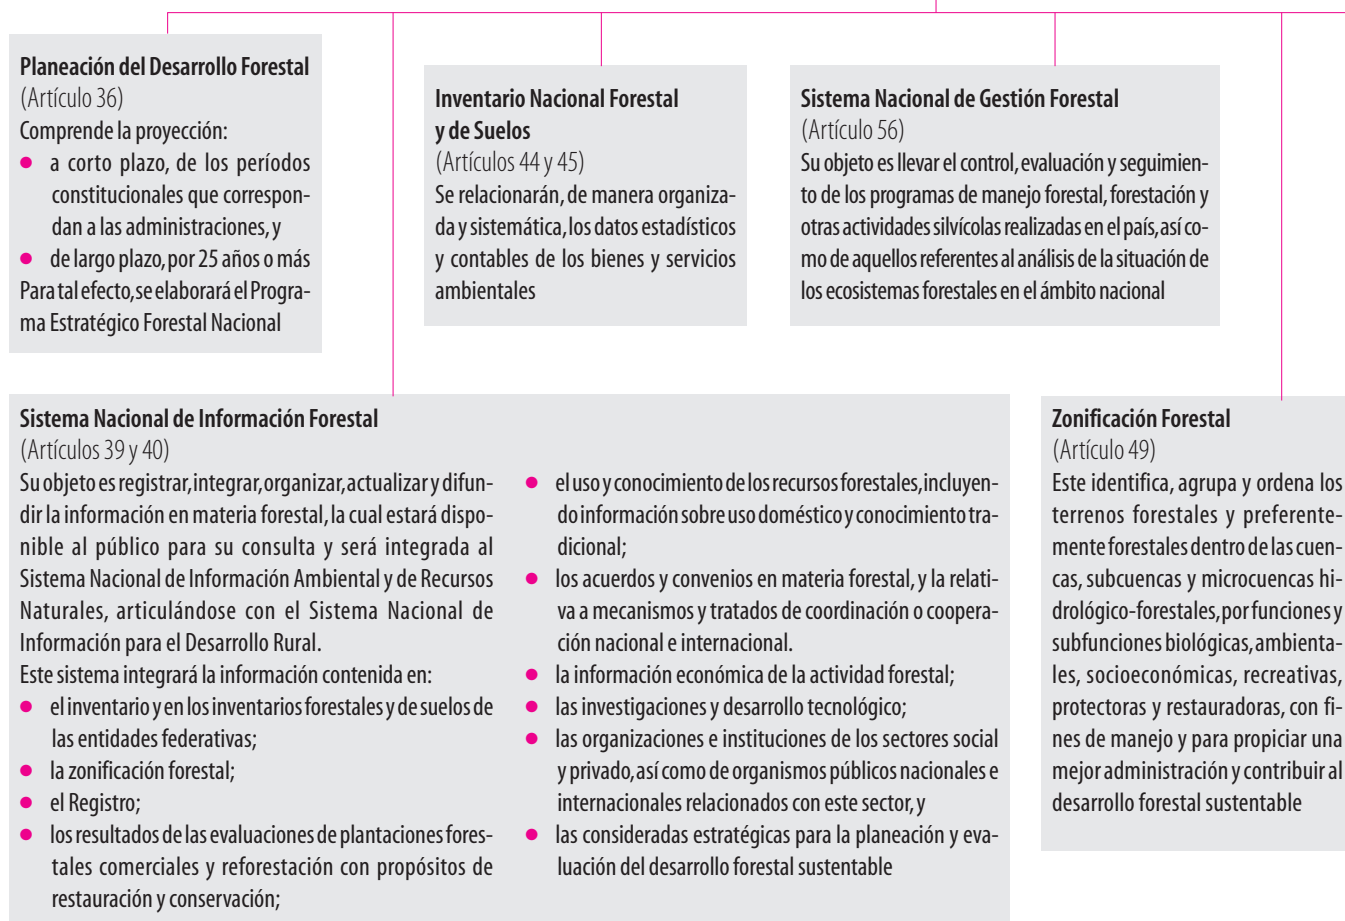 Planeación del Desarrollo Forestal
(Artículo 36)
Comprende la proyección:
● a corto plazo, de los períodos
constitucionales que correspon-
dan a las administraciones, y
● de largo plazo, por 25 años o más
Para tal efecto, se elaborará el Progra-
ma Estratégico Forestal Nacional
Inventario Nacional Forestal
y de Suelos
(Artículos 44 y 45)
Se relacionarán, de manera organiza-
da y sistemática, los datos estadísticos
y contables de los bienes y servicios
ambientales
Sistema Nacional de Gestión Forestal
(Artículo 56)
Su objeto es llevar el control, evaluación y seguimien-
to de los programas de manejo forestal, forestación y
otras actividades silvícolas realizadas en el país, así co-
mo de aquellos referentes al análisis de la situación de
los ecosistemas forestales en el ámbito nacional
Sistema Nacional de Información Forestal
(Artículos 39 y 40)
Su objeto es registrar, integrar, organizar, actualizar y difun-
dir la información en materia forestal, la cual estará dispo-
nible al público para su consulta y será integrada al
Sistema Nacional de Información Ambiental y de Recursos
Naturales, articulándose con el Sistema Nacional de
Información para el Desarrollo Rural.
Este sistema integrará la información contenida en:
● el inventario y en los inventarios forestales y de suelos de
las entidades federativas;
● la zonificación forestal;
● el Registro;
● los resultados de las evaluaciones de plantaciones fores-
tales comerciales y reforestación con propósitos de
restauración y conservación;
● el uso y conocimiento de los recursos forestales, incluyen-
do información sobre uso doméstico y conocimiento tra-
dicional;
● los acuerdos y convenios en materia forestal, y la relati-
va a mecanismos y tratados de coordinación o coopera-
ción nacional e internacional.
● la información económica de la actividad forestal;
● las investigaciones y desarrollo tecnológico;
● las organizaciones e instituciones de los sectores social
y privado, así como de organismos públicos nacionales e
internacionales relacionados con este sector, y
● las consideradas estratégicas para la planeación y eva-
luación del desarrollo forestal sustentable
Zonificación Forestal
(Artículo 49)
Este identifica, agrupa y ordena los
terrenos forestales y preferente-
mente forestales dentro de las cuen-
cas, subcuencas y microcuencas hi-
drológico-forestales, por funciones y
subfunciones biológicas, ambienta-
les, socioeconómicas, recreativas,
protectoras y restauradoras, con fi-
nes de manejo y para propiciar una
mejor administración y contribuir al
desarrollo forestal sustentable